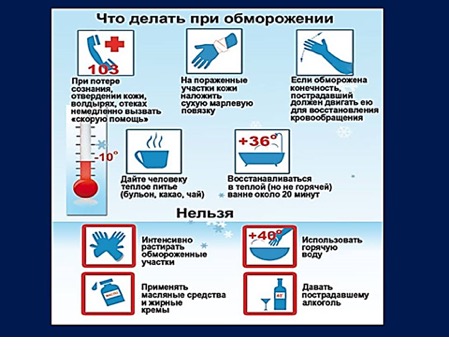 Что делать при обморожении
103
При потере
сознания,
отвердении кожи,
волдырях, отеках
немедленно вызвать
«скорую помощь»
На пораженные
участки кожи
наложить
сухую марлевую
повязку
Если обморожена
конечность,
пострадавший
должен двигать ею
для восстановления
кровообращения
-10°
Дайте человеку
теплое питье
(бульон, какао, чай)
+36°
Восстанавливаться
в теплой (но не горячей)
ванне около 20 минут
Нельзя
Интенсивно
растирать
обмороженные
участки
+40°
Использовать
горячую
воду
Применять
масляные средства
и жирные
кремы
Давать
пострадавшему
алкоголь